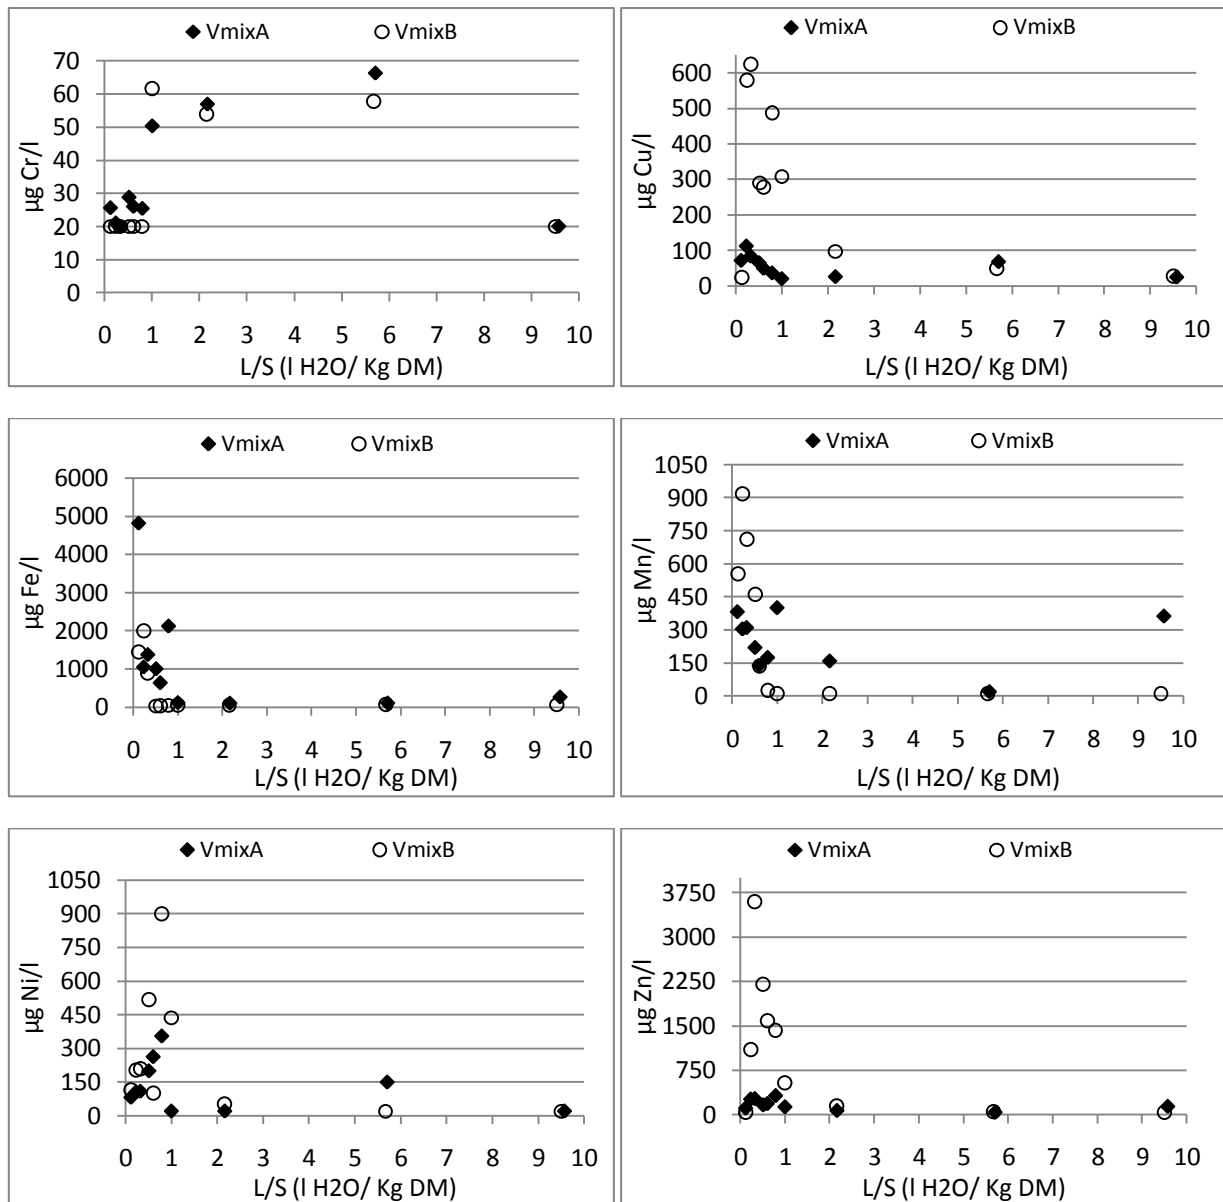 VmixA VmixB
70
60
50
40
30
20
10
0
µg Cr/l
0 1 2 3 4 5 6 7 8 9 10
L/S (l H2O/ Kg DM)
VmixA VmixB
600
500
400
300
200
100
0
µg Cu/l
0 1 2 3 4 5 6 7 8 9 10
L/S (l H2O/ Kg DM)
VmixA VmixB
6000
5000
4000
3000
2000
1000
0
µg Fe/l
0 1 2 3 4 5 6 7 8 9 10
L/S (l H2O/ Kg DM)
VmixA VmixB
1050
900
750
600
450
300
150
0
µg Mn/l
0 1 2 3 4 5 6 7 8 9 10
L/S (l H2O/ Kg DM)
VmixA VmixB
1050
900
750
600
450
300
150
0
µg Ni/l
0 1 2 3 4 5 6 7 8 9 10
L/S (l H2O/ Kg DM)
VmixA VmixB
3750
3000
2250
1500
750
0
µg Zn/l
0 1 2 3 4 5 6 7 8 9 10
L/S (l H2O/ Kg DM)